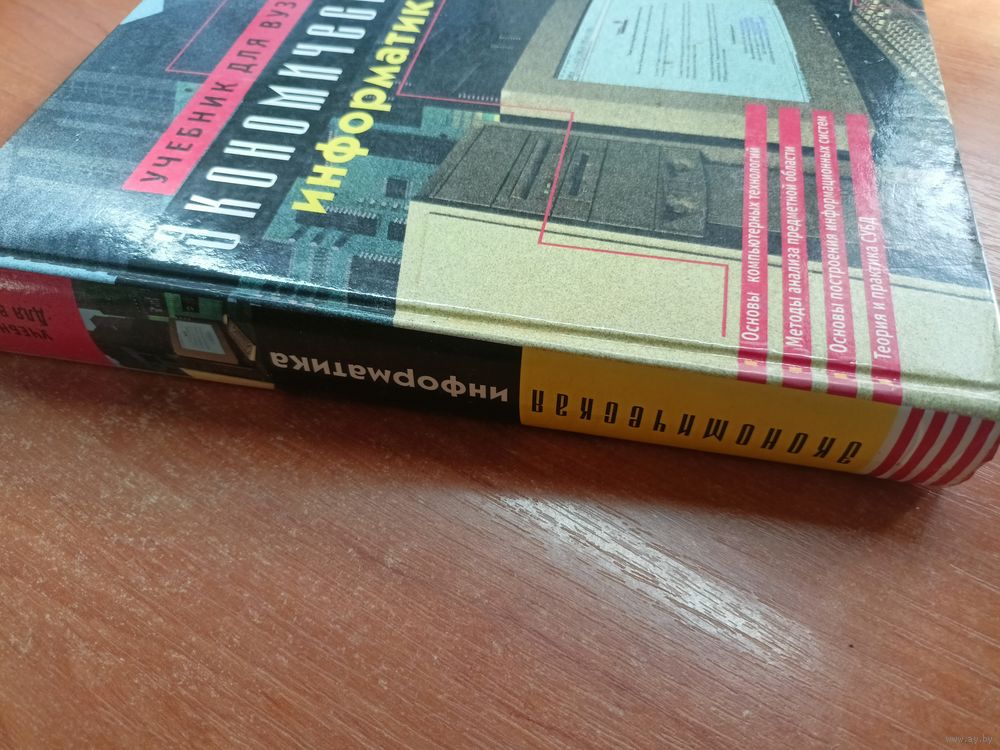 УЧЕБНИК ДЛЯ ВУЗ
ЭКОНОМИЧЕС
информатик
Основы компьютерных технологий
Методы анализа предметной области
Основы построения информационных систем
Теория и практика СУБД
экономическая
информатика
УЧЕБН
ДЛЯ В
www.ay.by